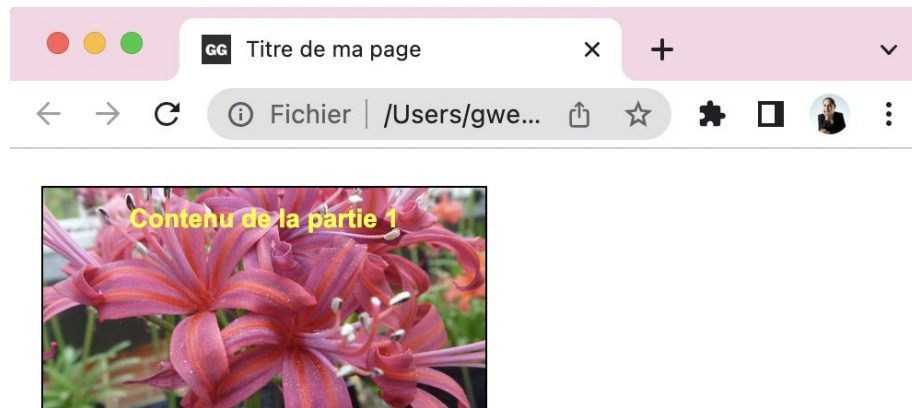 GG Titre de ma page
Fichier /Users/gwe...
Contenu de la partie 1